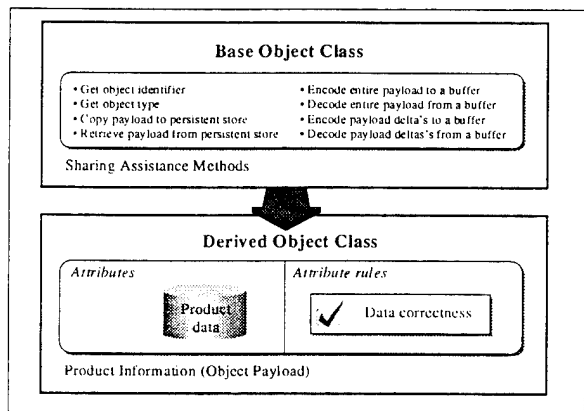 Base Object Class
• Get object identifier
• Get object type
• Copy payload to persistent store
• Retrieve payload from persistent store
• Encode entire payload to a buffer
• Decode entire payload from a buffer
• Encode payload delta's to a buffer
• Decode payload deltas's from a buffer
Sharing Assistance Methods
Derived Object Class
Attributes
Product
data
Attribute rules
Data correctness
Product Information (Object Payload)